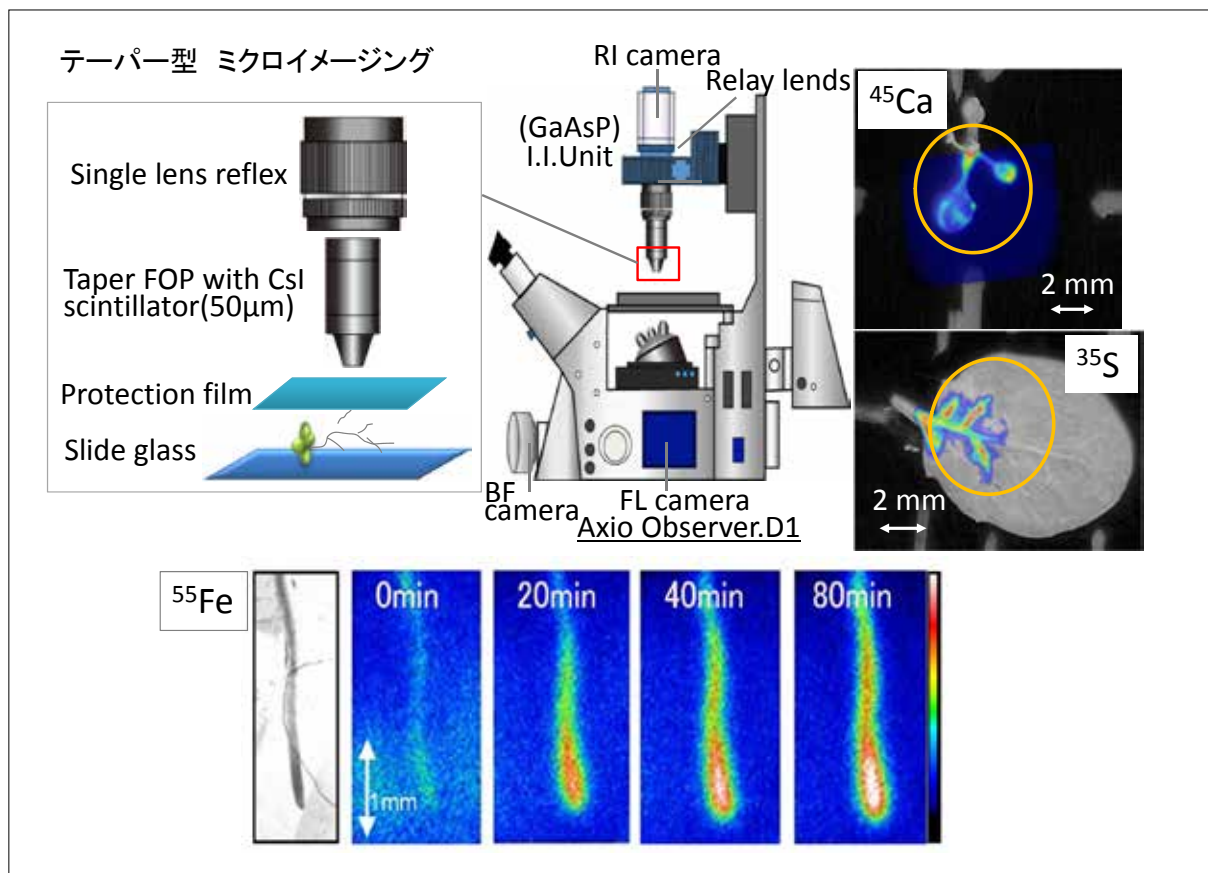 テーパー型 ミクロイメージング
Single lens reflex
Taper FOP with CsI
scintillator(50μm)
Protection film
Slide glass
RI camera
Relay lends
(GaAsP)
I.I.Unit
BF
camera
FL camera
Axio Observer.D1
45Ca
2 mm
35S
2 mm
55Fe
0min
20min
40min
80min
1mm